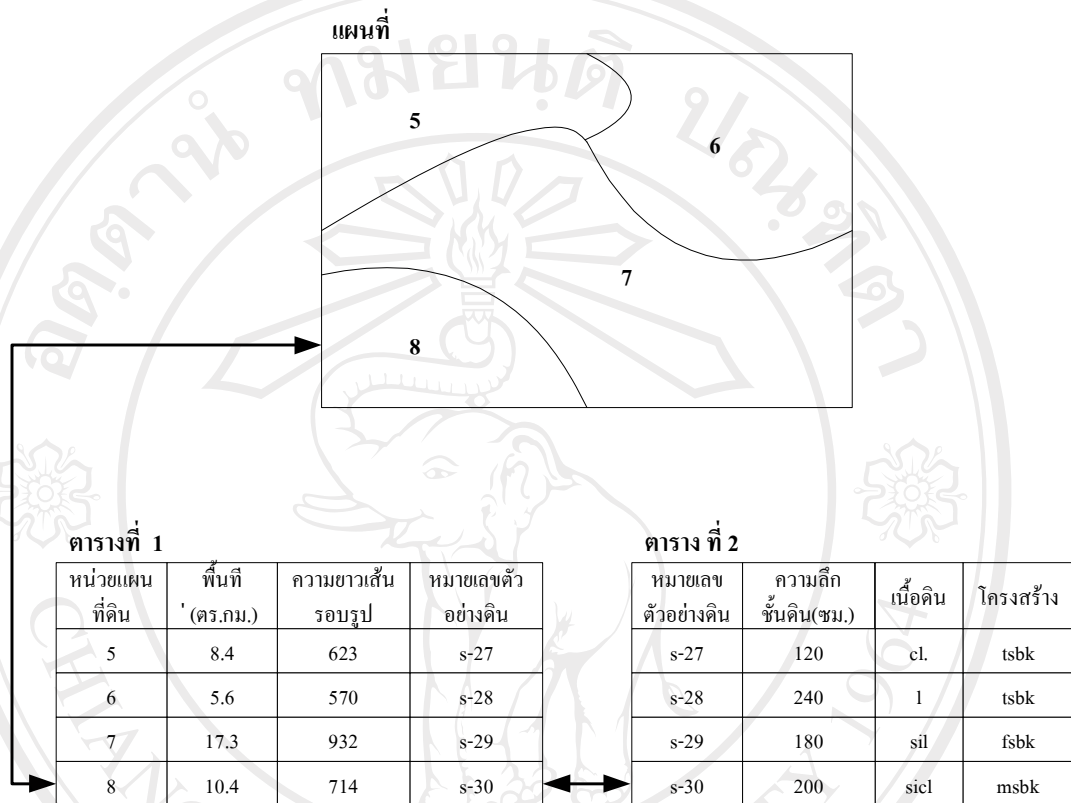 แผนที่
5
6
7
8
ตารางที่ 1
หน่วยแผนที่ดิน พื้นที่ (ตร.กม.) ความยาวเส้นรอบรูป หมายเลขตัวอย่างดิน
5 8.4 623 s-27
6 5.6 570 s-28
7 17.3 932 s-29
8 10.4 714 s-30
ตาราง ที่ 2
หมายเลขตัวอย่างดิน ความลึกชั้นดิน(ซม.) เนื้อดิน โครงสร้าง
s-27 120 cl. tsbk
s-28 240 l tsbk
s-29 180 sil fsbk
s-30 200 sicl msbk